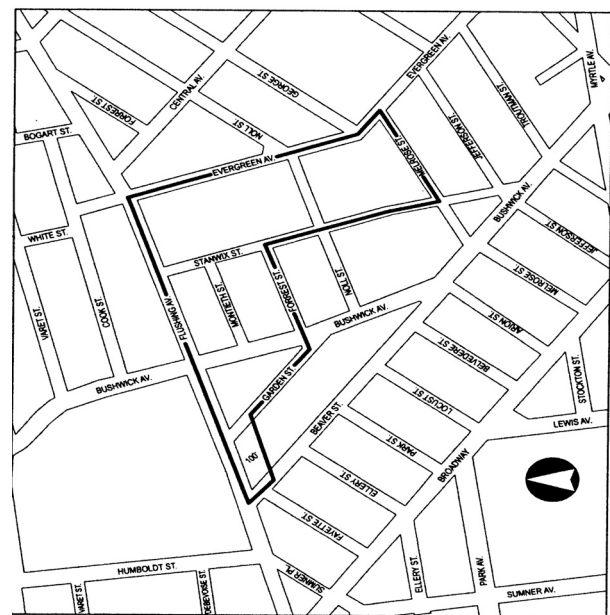 MYRTLE AV.
EVERGREEN AV.
CENTRAL AV.
GEORGE ST.
TROUTMAN ST.
FORREST ST.
NOLL ST.
BOGART ST.
JEFFERSON ST.
MELROSE ST.
EVERGREEN AV.
BUSHWICK AV.
WHITE ST.
STANWIX ST.
JEFFERSON ST.
MELROSE ST.
VARET ST.
COOK ST.
FLUSHING AV.
MONTIETH ST.
FORREST ST.
NOLL ST.
BUSHWICK AV.
ARION ST.
BELVEDERE ST.
STOCKTON ST.
BUSHWICK AV.
GARDEN ST.
LOCUST ST.
BEAVER ST.
LEWIS AV.
PARK ST.
100'
BROADWAY
ELLERY ST.
FAYETTE ST.
HUMBOLDT ST.
SUMNER PL.
ELLERY ST.
PARK AV.
SUMNER AV.
VARET ST.
DEBEVOISE ST.